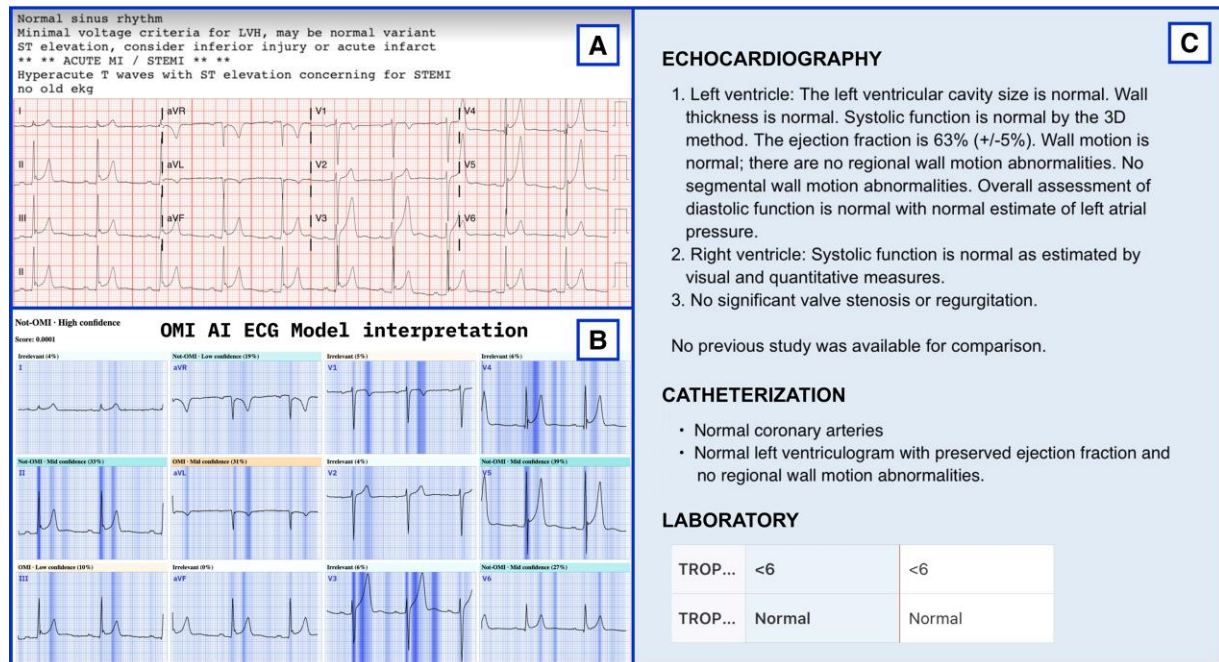 Normal sinus rhythm
Minimal voltage criteria for LVH, may be normal variant
ST elevation, consider inferior injury or acute infarct
** ** ACUTE MI / STEMI ** **
Hyperacute T waves with ST elevation concerning for STEMI
no old ekg
A
I
aVR
V1
V4
II
aVL
V2
V5
III
aVF
V3
V6
II
Not-OMI · High confidence
OMI AI ECG Model interpretation
B
Score: 0.0001
Irrelevant (4%)
Not-OMI · Low confidence (19%)
Irrelevant (5%)
Irrelevant (6%)
I
aVR
V1
V4
Not-OMI · Mid confidence (33%)
OMI · Mid confidence (31%)
Irrelevant (4%)
Not-OMI · Mid confidence (39%)
II
aVL
V2
V5
OMI · Low confidence (10%)
Irrelevant (0%)
Irrelevant (6%)
Not-OMI · Mid confidence (27%)
III
aVF
V3
V6
C
ECHOCARDIOGRAPHY
1. Left ventricle: The left ventricular cavity size is normal. Wall
thickness is normal. Systolic function is normal by the 3D
method. The ejection fraction is 63% (+/-5%). Wall motion is
normal; there are no regional wall motion abnormalities. No
segmental wall motion abnormalities. Overall assessment of
diastolic function is normal with normal estimate of left atrial
pressure.
2. Right ventricle: Systolic function is normal as estimated by
visual and quantitative measures.
3. No significant valve stenosis or regurgitation.
No previous study was available for comparison.
CATHETERIZATION
• Normal coronary arteries
• Normal left ventriculogram with preserved ejection fraction and
no regional wall motion abnormalities.
LABORATORY
TROP... <6 <6
TROP... Normal Normal